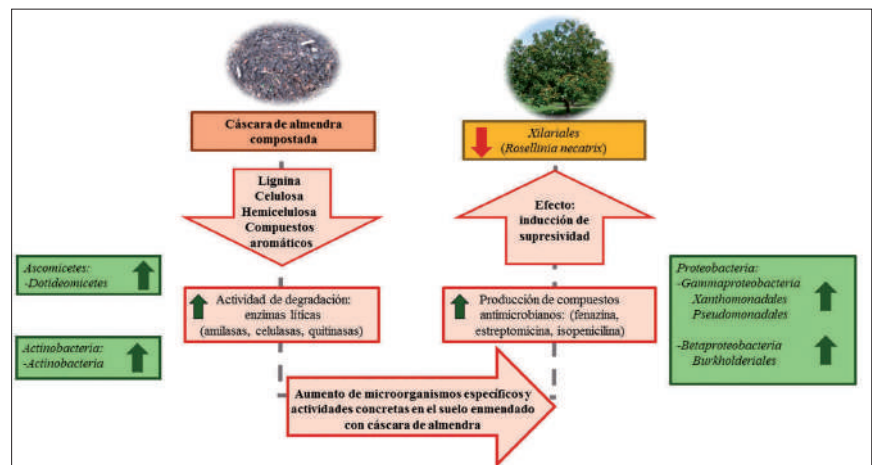 Cáscara de almendra
compostada
Xilariales
(Rosellinia necatrix)
Lignina
Celulosa
Hemicelulosa
Compuestos
aromáticos
Efecto:
inducción de
supresividad
Ascomicetes:
-Dotideomicetes
Actinobacteria:
-Actinobacteria
Actividad de degradación:
enzimas líticas
(amilasas, celulasas, quitinasas)
Producción de compuestos
antimicrobianos: (fenazina,
estreptomicina, isopenicilina)
Proteobacteria:
-Gammaproteobacteria
Xanthomonadales
Pseudomonadales
-Betaproteobacteria
Burkholderiales
Aumento de microorganismos específicos y
actividades concretas en el suelo enmendado
con cáscara de almendra